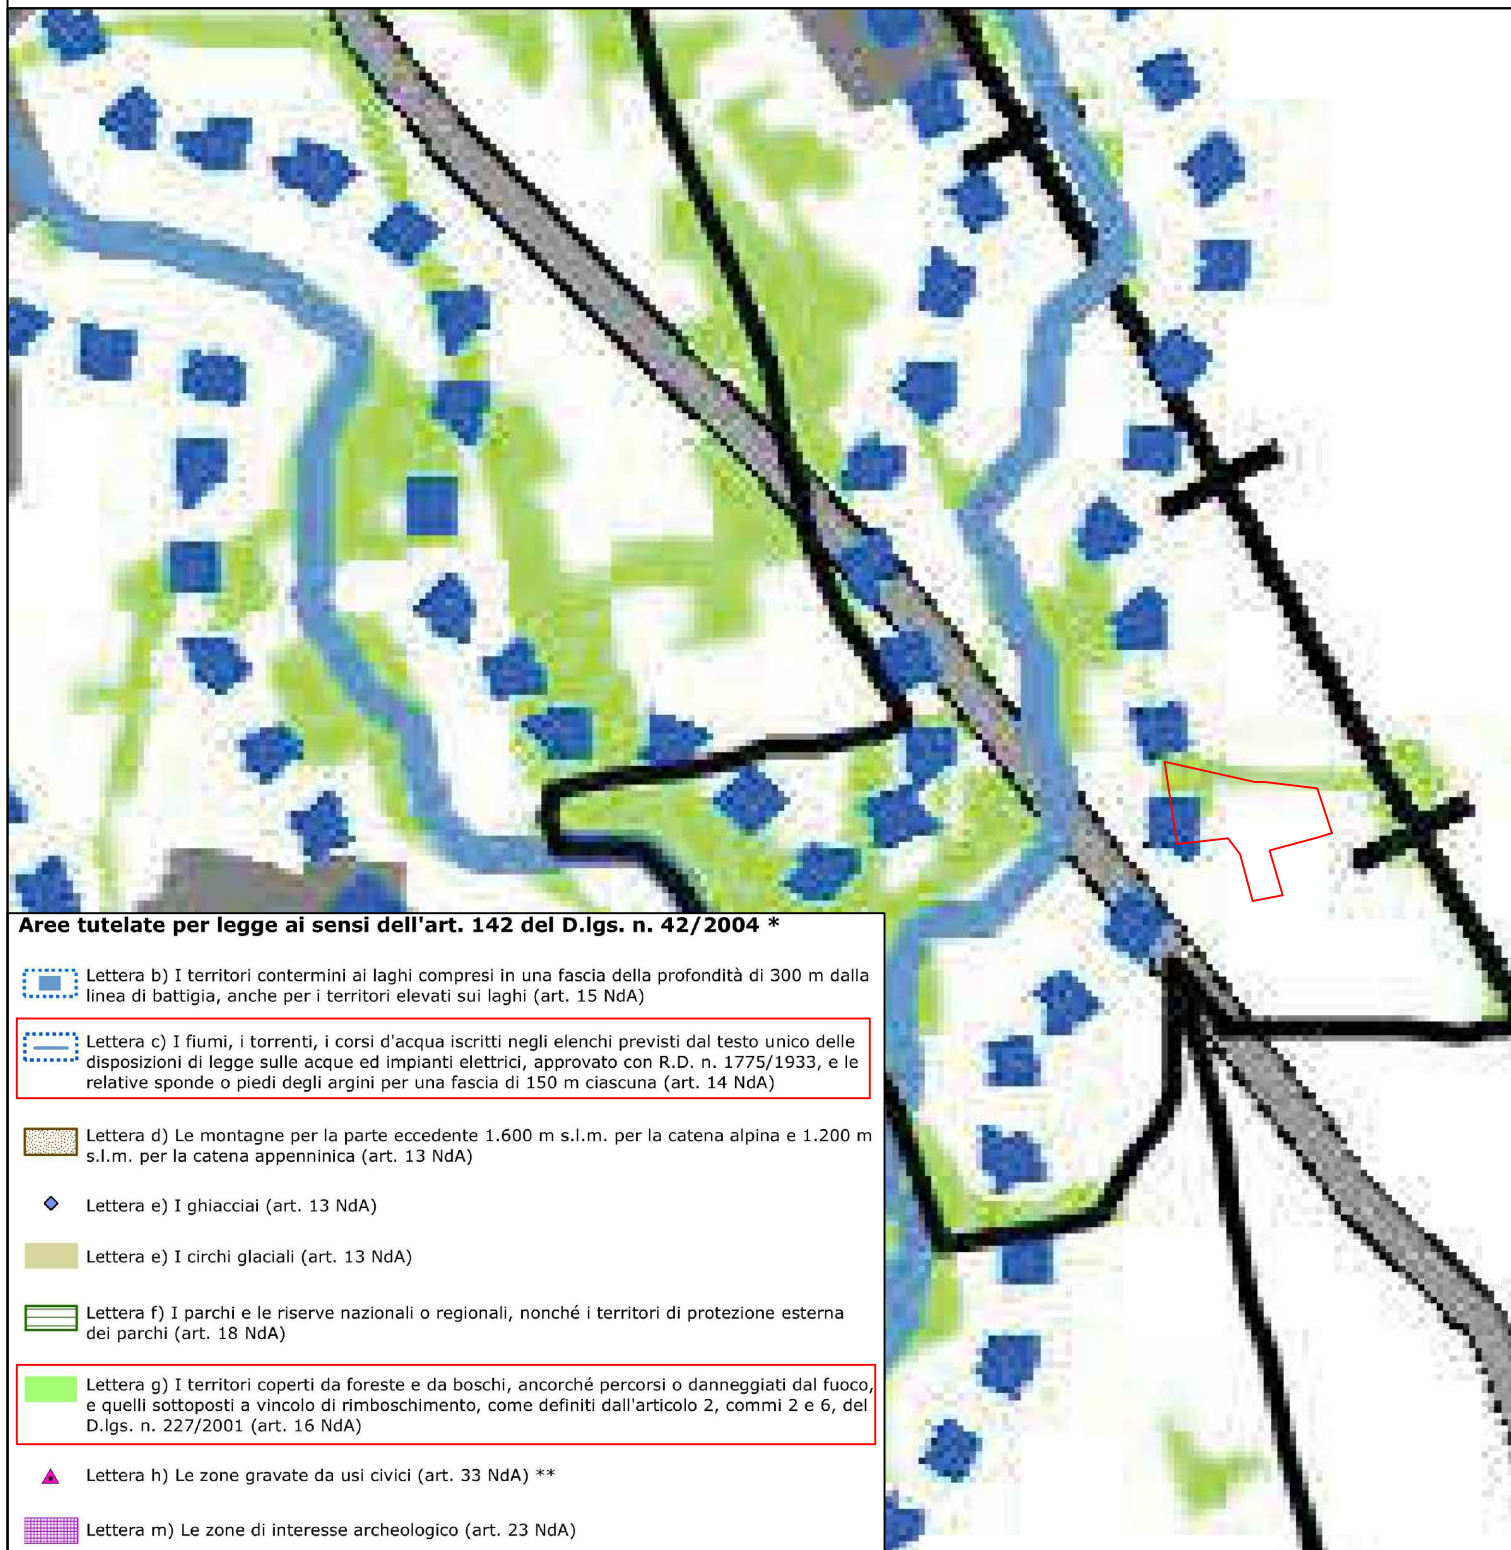 Aree tutelate per legge ai sensi dell'art. 142 del D.lgs. n. 42/2004 *
Lettera b) I territori contermini ai laghi compresi in una fascia della profondità di 300 m dalla
linea di battigia, anche per i territori elevati sui laghi (art. 15 NdA)
Lettera c) I fiumi, i torrenti, i corsi d'acqua iscritti negli elenchi previsti dal testo unico delle
disposizioni di legge sulle acque ed impianti elettrici, approvato con R.D. n. 1775/1933, e le
relative sponde o piedi degli argini per una fascia di 150 m ciascuna (art. 14 NdA)
Lettera d) Le montagne per la parte eccedente 1.600 m s.l.m. per la catena alpina e 1.200 m
s.l.m. per la catena appenninica (art. 13 NdA)
Lettera e) I ghiacciai (art. 13 NdA)
Lettera e) I circhi glaciali (art. 13 NdA)
Lettera f) I parchi e le riserve nazionali o regionali, nonché i territori di protezione esterna
dei parchi (art. 18 NdA)
Lettera g) I territori coperti da foreste e da boschi, ancorché percorsi o danneggiati dal fuoco,
e quelli sottoposti a vincolo di rimboschimento, come definiti dall'articolo 2, commi 2 e 6, del
D.lgs. n. 227/2001 (art. 16 NdA)
Lettera h) Le zone gravate da usi civici (art. 33 NdA) **
Lettera m) Le zone di interesse archeologico (art. 23 NdA)